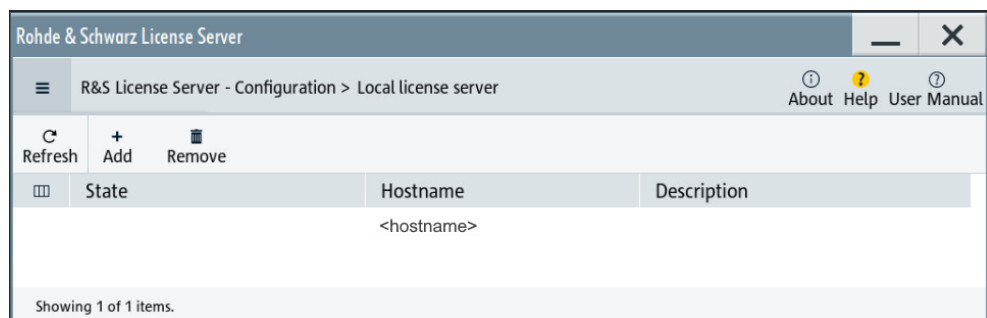 Rohde & Schwarz License Server
R&S License Server - Configuration > Local license server
About Help User Manual
Refresh Add Remove
State Hostname Description
<hostname>
Showing 1 of 1 items.